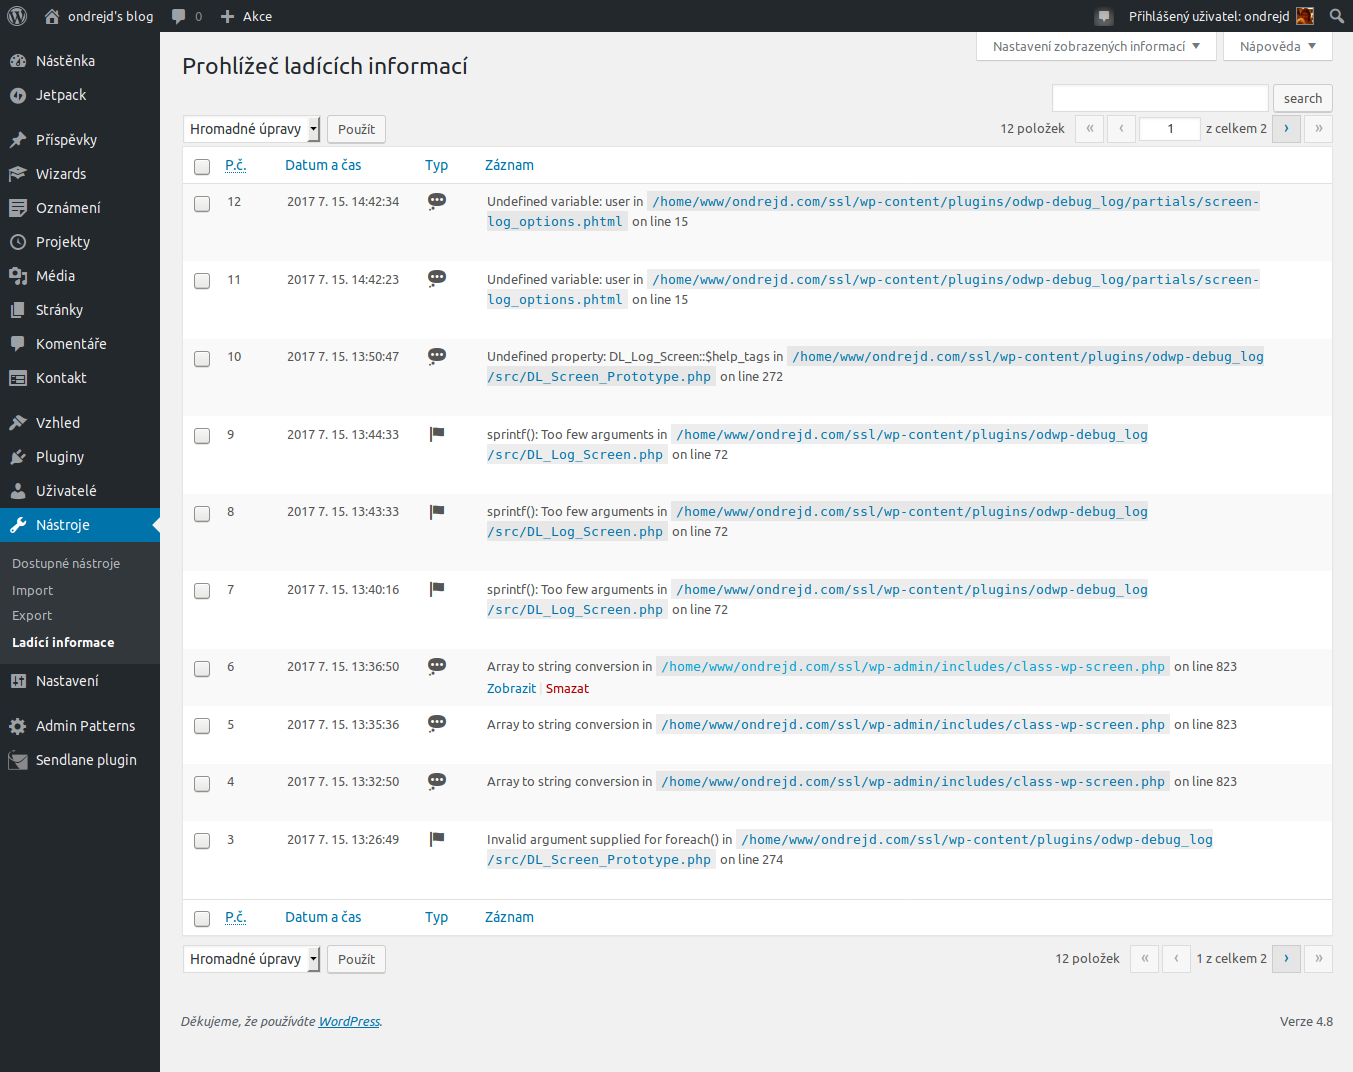 ondrejd's blog 0 Akce Přihlášený uživatel: ondrejd
Nastavení zobrazených informací Nápověda
Prohlížeč ladících informací
search
Hromadné úpravy Použít 12 položek « ‹ 1 z celkem 2 › »
Nástěnka
Jetpack
Příspěvky
Wizards
Oznámení
Projekty
Média
Stránky
Komentáře
Kontakt
Vzhled
Pluginy
Uživatelé
Nástroje
Dostupné nástroje
Import
Export
Ladící informace
Nastavení
Admin Patterns
Sendlane plugin
P.č. Datum a čas Typ Záznam
12 2017 7. 15. 14:42:34 Undefined variable: user in /home/www/ondrejd.com/ssl/wp-content/plugins/odwp-debug_log/partials/screen-
log_options.phtml on line 15
11 2017 7. 15. 14:42:23 Undefined variable: user in /home/www/ondrejd.com/ssl/wp-content/plugins/odwp-debug_log/partials/screen-
log_options.phtml on line 15
10 2017 7. 15. 13:50:47 Undefined property: DL_Log_Screen::$help_tags in /home/www/ondrejd.com/ssl/wp-content/plugins/odwp-debug_log
/src/DL_Screen_Prototype.php on line 272
9 2017 7. 15. 13:44:33 sprintf(): Too few arguments in /home/www/ondrejd.com/ssl/wp-content/plugins/odwp-debug_log
/src/DL_Log_Screen.php on line 72
8 2017 7. 15. 13:43:33 sprintf(): Too few arguments in /home/www/ondrejd.com/ssl/wp-content/plugins/odwp-debug_log
/src/DL_Log_Screen.php on line 72
7 2017 7. 15. 13:40:16 sprintf(): Too few arguments in /home/www/ondrejd.com/ssl/wp-content/plugins/odwp-debug_log
/src/DL_Log_Screen.php on line 72
6 2017 7. 15. 13:36:50 Array to string conversion in /home/www/ondrejd.com/ssl/wp-admin/includes/class-wp-screen.php on line 823
Zobrazit | Smazat
5 2017 7. 15. 13:35:36 Array to string conversion in /home/www/ondrejd.com/ssl/wp-admin/includes/class-wp-screen.php on line 823
4 2017 7. 15. 13:32:50 Array to string conversion in /home/www/ondrejd.com/ssl/wp-admin/includes/class-wp-screen.php on line 823
3 2017 7. 15. 13:26:49 Invalid argument supplied for foreach() in /home/www/ondrejd.com/ssl/wp-content/plugins/odwp-debug_log
/src/DL_Screen_Prototype.php on line 274
P.č. Datum a čas Typ Záznam
Hromadné úpravy Použít 12 položek « ‹ 1 z celkem 2 › »
Děkujeme, že používáte WordPress. Verze 4.8